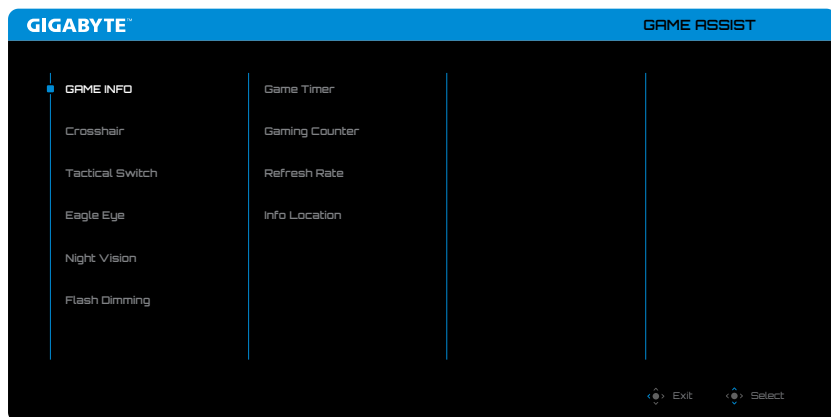 GIGABYTE™
GAME ASSIST
GAME INFO
Crosshair
Tactical Switch
Eagle Eye
Night Vision
Flash Dimming
Game Timer
Gaming Counter
Refresh Rate
Info Location
Exit
Select